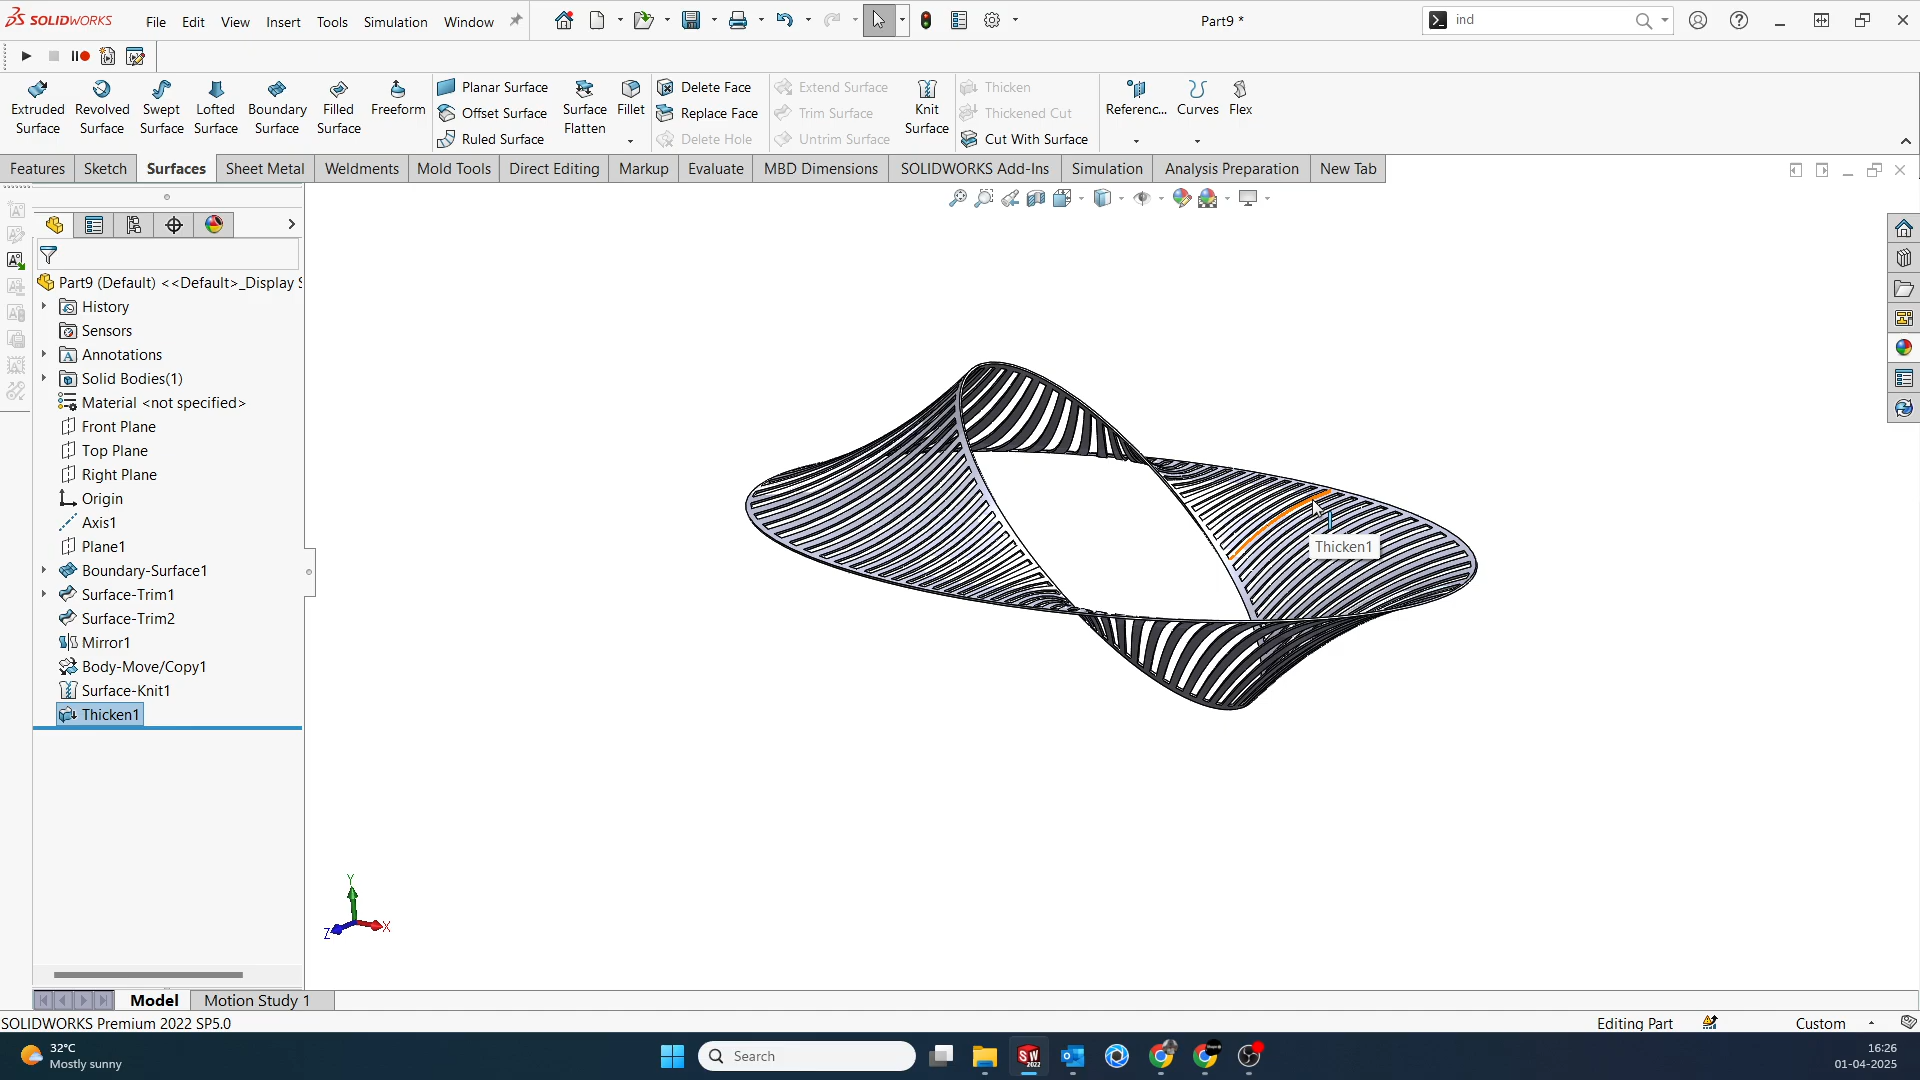 SOLIDWORKS File Edit View Insert Tools Simulation Window Part9 * ind
Extruded Surface
Revolved Surface
Swept Surface
Lofted Surface
Boundary Surface
Filled Surface
Freeform
Planar Surface
Offset Surface
Ruled Surface
Surface Flatten
Fillet
Delete Face
Replace Face
Delete Hole
Extend Surface
Trim Surface
Untrim Surface
Knit Surface
Thicken
Thickened Cut
Cut With Surface
Referenc...
Curves
Flex
Features Sketch Surfaces Sheet Metal Weldments Mold Tools Direct Editing Markup Evaluate MBD Dimensions SOLIDWORKS Add-Ins Simulation Analysis Preparation New Tab
Part9 (Default) <<Default>_Display S
History
Sensors
Annotations
Solid Bodies(1)
Material <not specified>
Front Plane
Top Plane
Right Plane
Origin
Axis1
Plane1
Boundary-Surface1
Surface-Trim1
Surface-Trim2
Mirror1
Body-Move/Copy1
Surface-Knit1
Thicken1
Thicken1
Y
X
Z
Model Motion Study 1
SOLIDWORKS Premium 2022 SP5.0 Editing Part Custom
32°C
Mostly sunny
Search
SW
2022
16:26
01-04-2025